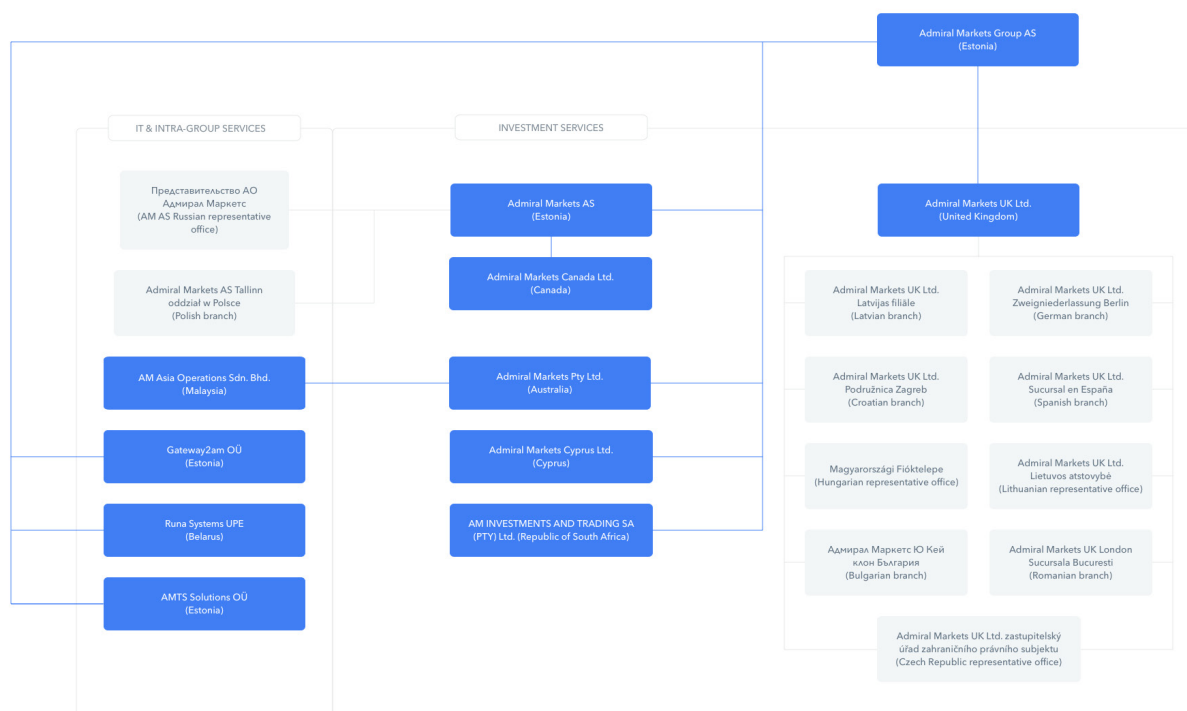 Admiral Markets Group AS
(Estonia)
IT & INTRA-GROUP SERVICES
INVESTMENT SERVICES
Представительство АО
Адмирал Маркетс
(AM AS Russian representative
office)
Admiral Markets AS
(Estonia)
Admiral Markets UK Ltd.
(United Kingdom)
Admiral Markets AS Tallinn
oddział w Polsce
(Polish branch)
Admiral Markets Canada Ltd.
(Canada)
Admiral Markets UK Ltd.
Latvijas filiāle
(Latvian branch)
Admiral Markets UK Ltd.
Zweigniederlassung Berlin
(German branch)
AM Asia Operations Sdn. Bhd.
(Malaysia)
Admiral Markets Pty Ltd.
(Australia)
Admiral Markets UK Ltd.
Podružnica Zagreb
(Croatian branch)
Admiral Markets UK Ltd.
Sucursal en España
(Spanish branch)
Gateway2am OÜ
(Estonia)
Admiral Markets Cyprus Ltd.
(Cyprus)
Magyarországi Fióktelepe
(Hungarian representative office)
Admiral Markets UK Ltd.
Lietuvos atstovybė
(Lithuanian representative office)
Runa Systems UPE
(Belarus)
AM INVESTMENTS AND TRADING SA
(PTY) Ltd. (Republic of South Africa)
Адмирал Маркетс Ю Кей
клон България
(Bulgarian branch)
Admiral Markets UK London
Sucursala Bucuresti
(Romanian branch)
AMTS Solutions OÜ
(Estonia)
Admiral Markets UK Ltd. zastupitelský
úřad zahraničního právního subjektu
(Czech Republic representative office)